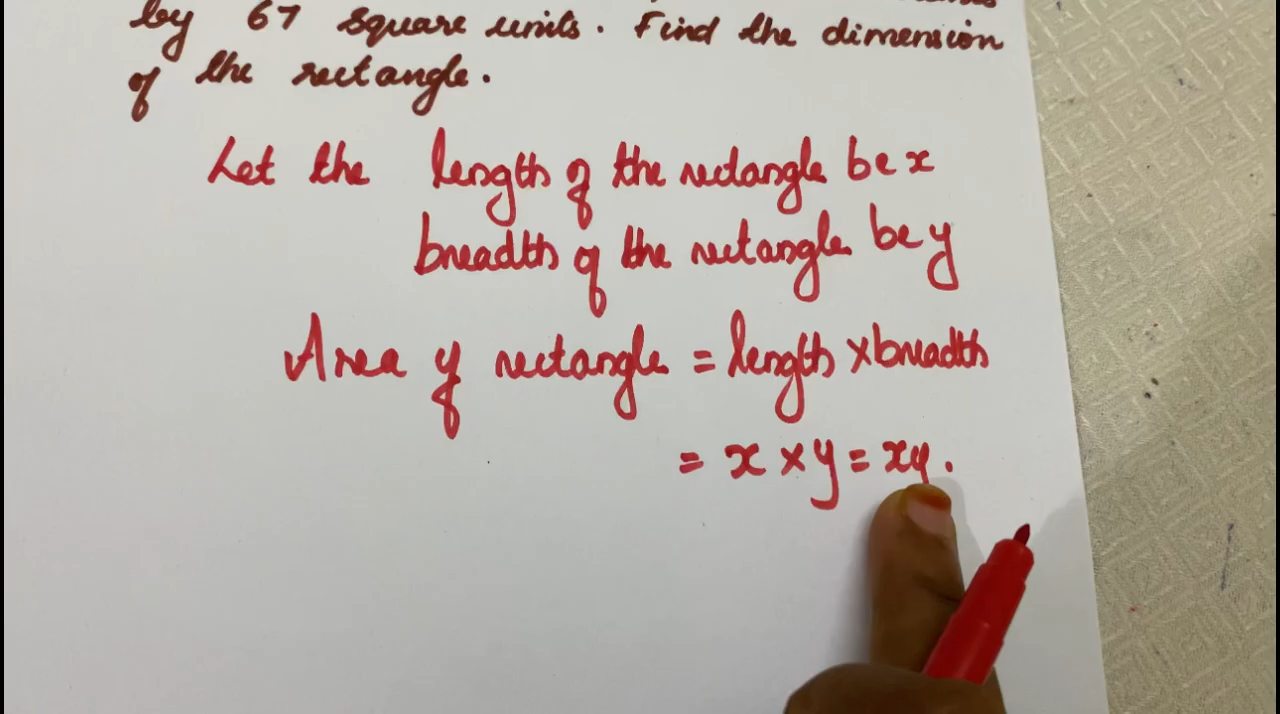 by 67 square units. Find the dimension
of the rectangle.
Let the length of the rectangle be x
breadth of the rectangle be y
Area of rectangle = length × breadth
= x × y = xy.